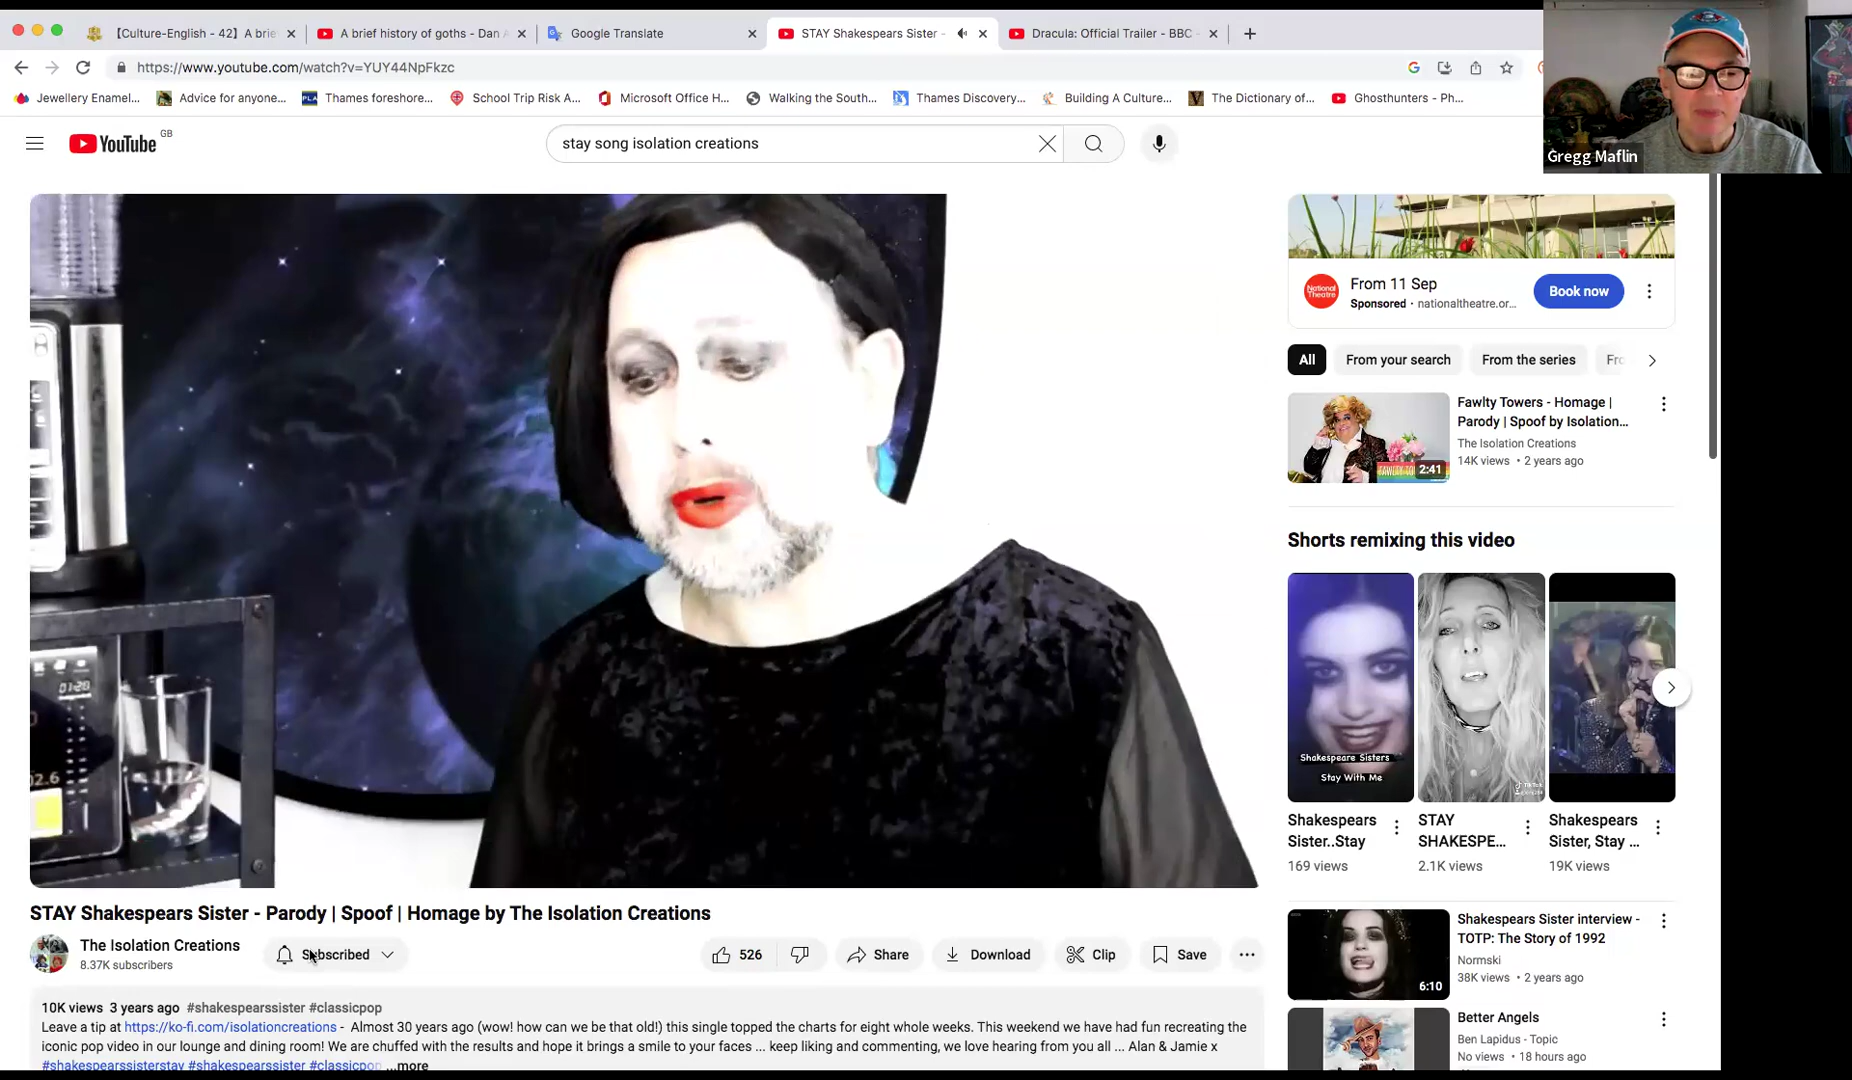 【Culture-English - 42】A brie
A brief history of goths - Dan A
Google Translate
STAY Shakespears Sister -
Dracula: Official Trailer - BBC -
https://www.youtube.com/watch?v=YUY44NpFkzc
Jewellery Enamel...
Advice for anyone...
PLA
Thames foreshore...
School Trip Risk A...
Microsoft Office H...
Walking the South...
Thames Discovery...
Building A Culture...
The Dictionary of...
Ghosthunters - Ph...
Gregg Maflin
YouTube
GB
stay song isolation creations
National Theatre
From 11 Sep
Sponsored · nationaltheatre.or...
Book now
All
From your search
From the series
Fro
Fawlty Towers - Homage |
Parody | Spoof by Isolation...
The Isolation Creations
14K views • 2 years ago
FAWLTY TOW
2:41
Shorts remixing this video
01:28
02.6
Shakespeare Sisters
Stay With Me
TikTok
Shakespears
Sister..Stay
169 views
STAY
SHAKESPE...
2.1K views
Shakespears
Sister, Stay ...
19K views
STAY Shakespears Sister - Parody | Spoof | Homage by The Isolation Creations
The Isolation Creations
8.37K subscribers
Subscribed
526
Share
Download
Clip
Save
10K views 3 years ago #shakespearssister #classicpop
Leave a tip at https://ko-fi.com/isolationcreations - Almost 30 years ago (wow! how can we be that old!) this single topped the charts for eight whole weeks. This weekend we have had fun recreating the
iconic pop video in our lounge and dining room! We are chuffed with the results and hope it brings a smile to your faces ... keep liking and commenting, we love hearing from you all ... Alan & Jamie x
#shakespearssisterstay #shakespearssister #classicpop ...more
Shakespears Sister interview -
TOTP: The Story of 1992
Normski
38K views • 2 years ago
6:10
Better Angels
Ben Lapidus - Topic
No views • 18 hours ago